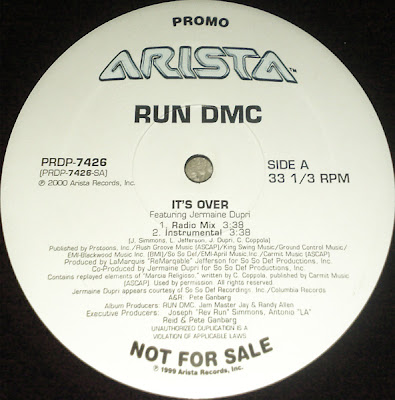 PROMO
ARISTA™
RUN DMC
PRDP-7426
(PRDP-7426-SA)
℗ 2000 Arista Records, Inc.
SIDE A
33 1/3 RPM
IT'S OVER
Featuring Jermaine Dupri
1. Radio Mix 3:38
2. Instrumental 3:38
[J. Simmons, L. Jefferson, J. Dupri, C. Coppola]
Published by Protoons, Inc./Rush Groove Music (ASCAP)/King Swing Music/Ground Control Music/
EMI-Blackwood Music Inc. (BMI)/So So Def/EMI-April Music Inc./Carmit Music (ASCAP)
Produced by LaMarquis "ReMarqable" Jefferson for So So Def Productions, Inc.
Co-Produced by Jermaine Dupri for So So Def Productions, Inc.
Contains replayed elements of "Marcia Religioso," written by C. Coppola, published by Carmit Music
(ASCAP). Used by permission. All rights reserved.
Jermaine Dupri appears courtesy of So So Def Recordings, Inc./Columbia Records
A&R: Pete Ganbarg
Album Producers: RUN DMC, Jam Master Jay & Randy Allen
Executive Producers: Joseph "Rev Run" Simmons, Antonio "LA"
Reid & Pete Ganbarg
UNAUTHORIZED DUPLICATION IS A
VIOLATION OF APPLICABLE LAWS
NOT FOR SALE
℗ 1999 Arista Records, Inc.